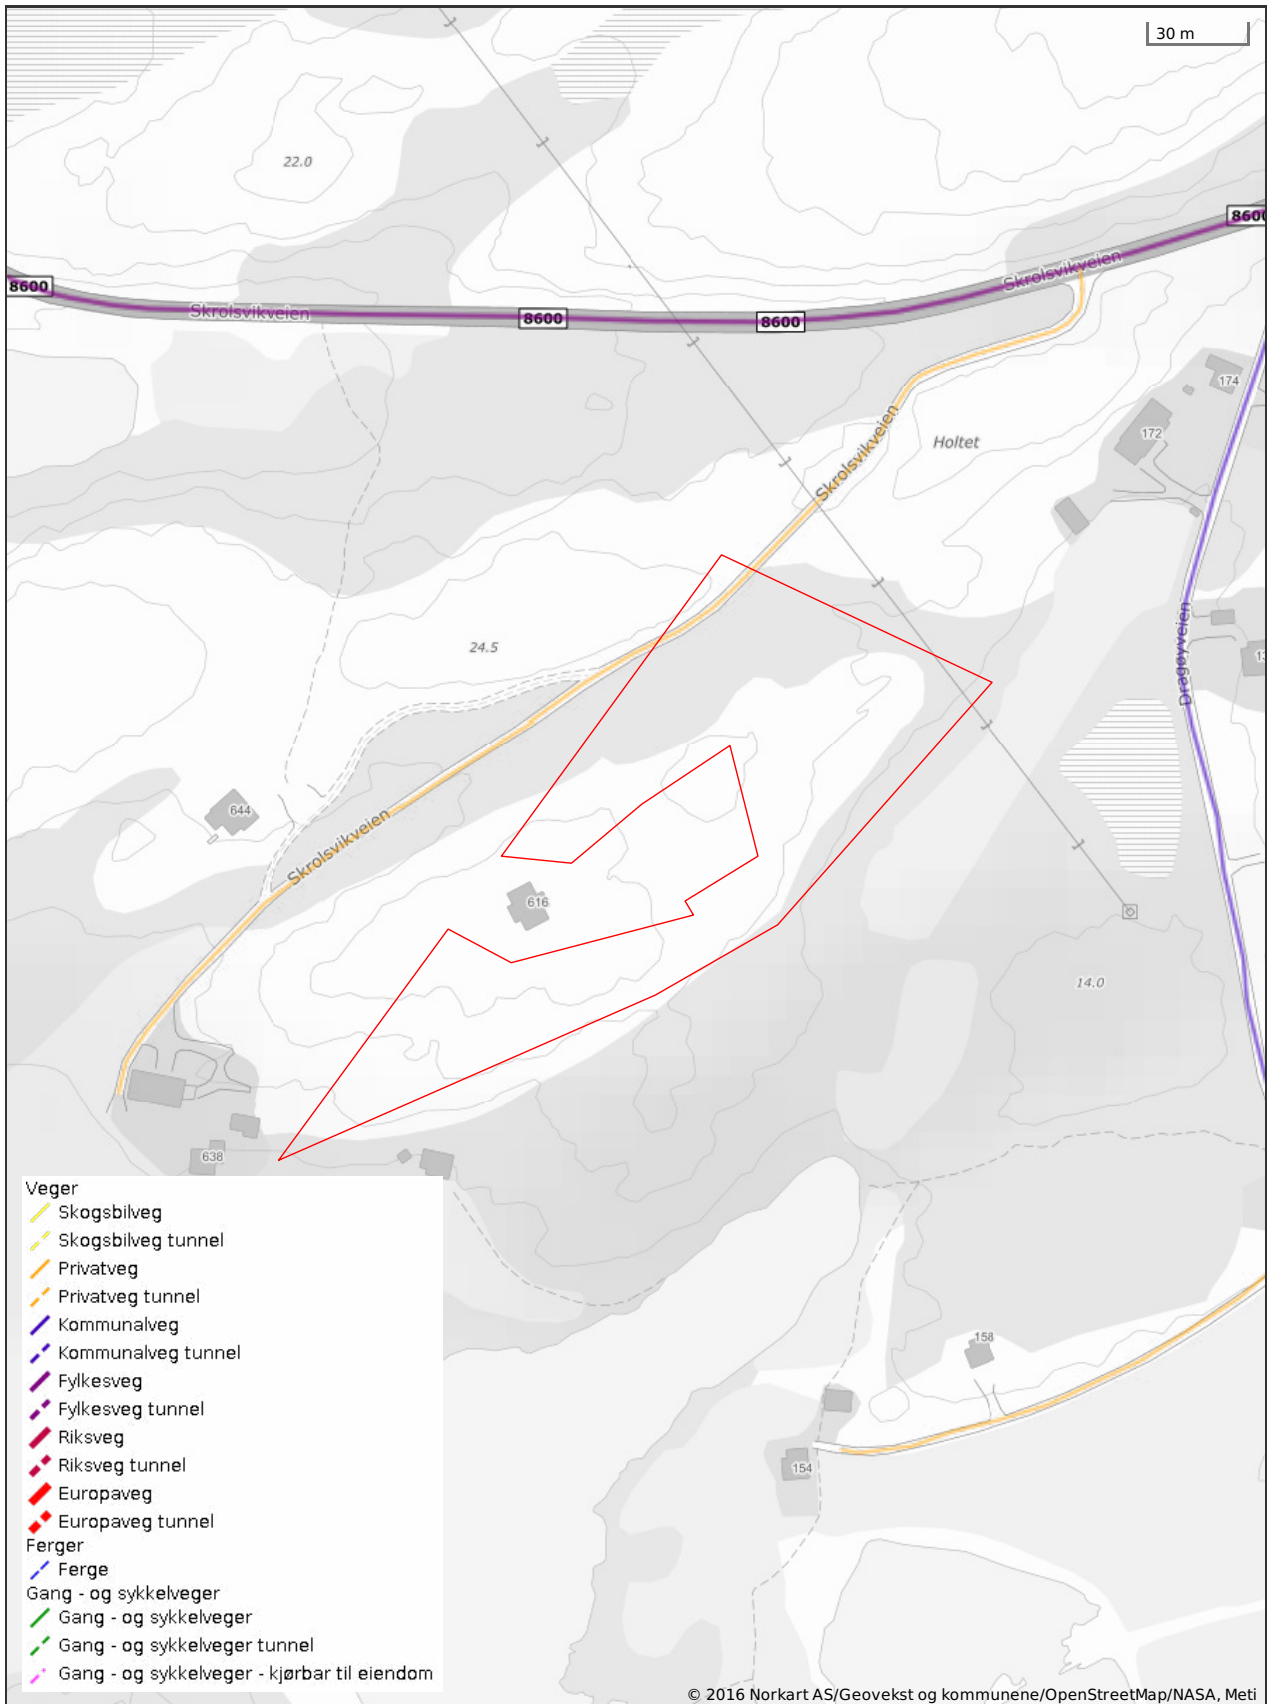 30 m
22.0
8600
8600
8600
8600
Skrolsvikveien
Skrolsvikveien
174
172
Holtet
Skrolsvikveien
24.5
Dragøyveien
644
Skrolsvikveien
616
14.0
638
158
154
Veger
Skogsbilveg
Skogsbilveg tunnel
Privatveg
Privatveg tunnel
Kommunalveg
Kommunalveg tunnel
Fylkesveg
Fylkesveg tunnel
Riksveg
Riksveg tunnel
Europaveg
Europaveg tunnel
Ferger
Ferge
Gang - og sykkelveger
Gang - og sykkelveger
Gang - og sykkelveger tunnel
Gang - og sykkelveger - kjørbar til eiendom
© 2016 Norkart AS/Geovekst og kommunene/OpenStreetMap/NASA, Meti